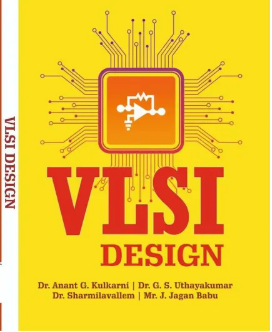 VLSI DESIGN
VLSI
DESIGN
Dr. Anant G. Kulkarni | Dr. G. S. Uthayakumar
Dr. Sharmilavallem | Mr. J. Jagan Babu